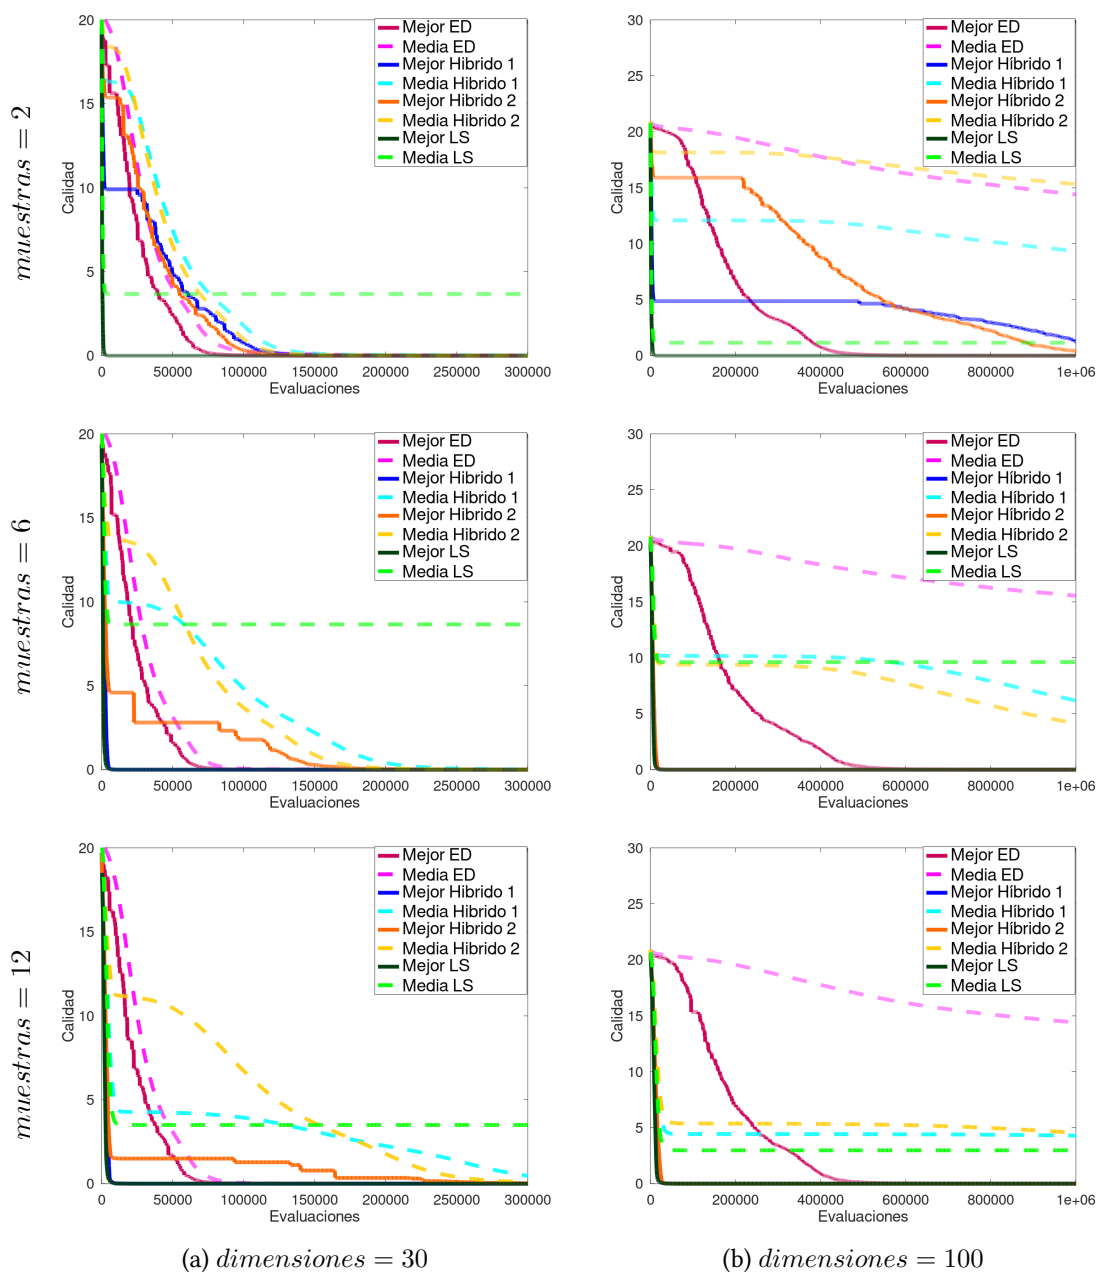 muestras = 2
20
15
10
5
0
Calidad
0
50000
100000
150000
200000
250000
300000
Evaluaciones
Mejor ED
Media ED
Mejor Hibrido 1
Media Hibrido 1
Mejor Hibrido 2
Media Hibrido 2
Mejor LS
Media LS
30
25
20
15
10
5
0
Calidad
0
200000
400000
600000
800000
1e+06
Evaluaciones
Mejor ED
Media ED
Mejor Híbrido 1
Media Híbrido 1
Mejor Híbrido 2
Media Híbrido 2
Mejor LS
Media LS
muestras = 6
20
15
10
5
0
Calidad
0
50000
100000
150000
200000
250000
300000
Evaluaciones
Mejor ED
Media ED
Mejor Hibrido 1
Media Hibrido 1
Mejor Hibrido 2
Media Hibrido 2
Mejor LS
Media LS
30
25
20
15
10
5
0
Calidad
0
200000
400000
600000
800000
1e+06
Evaluaciones
Mejor ED
Media ED
Mejor Híbrido 1
Media Híbrido 1
Mejor Híbrido 2
Media Híbrido 2
Mejor LS
Media LS
muestras = 12
20
15
10
5
0
Calidad
0
50000
100000
150000
200000
250000
300000
Evaluaciones
Mejor ED
Media ED
Mejor Hibrido 1
Media Hibrido 1
Mejor Hibrido 2
Media Hibrido 2
Mejor LS
Media LS
30
25
20
15
10
5
0
Calidad
0
200000
400000
600000
800000
1e+06
Evaluaciones
Mejor ED
Media ED
Mejor Híbrido 1
Media Híbrido 1
Mejor Híbrido 2
Media Híbrido 2
Mejor LS
Media LS
(a) dimensiones = 30
(b) dimensiones = 100